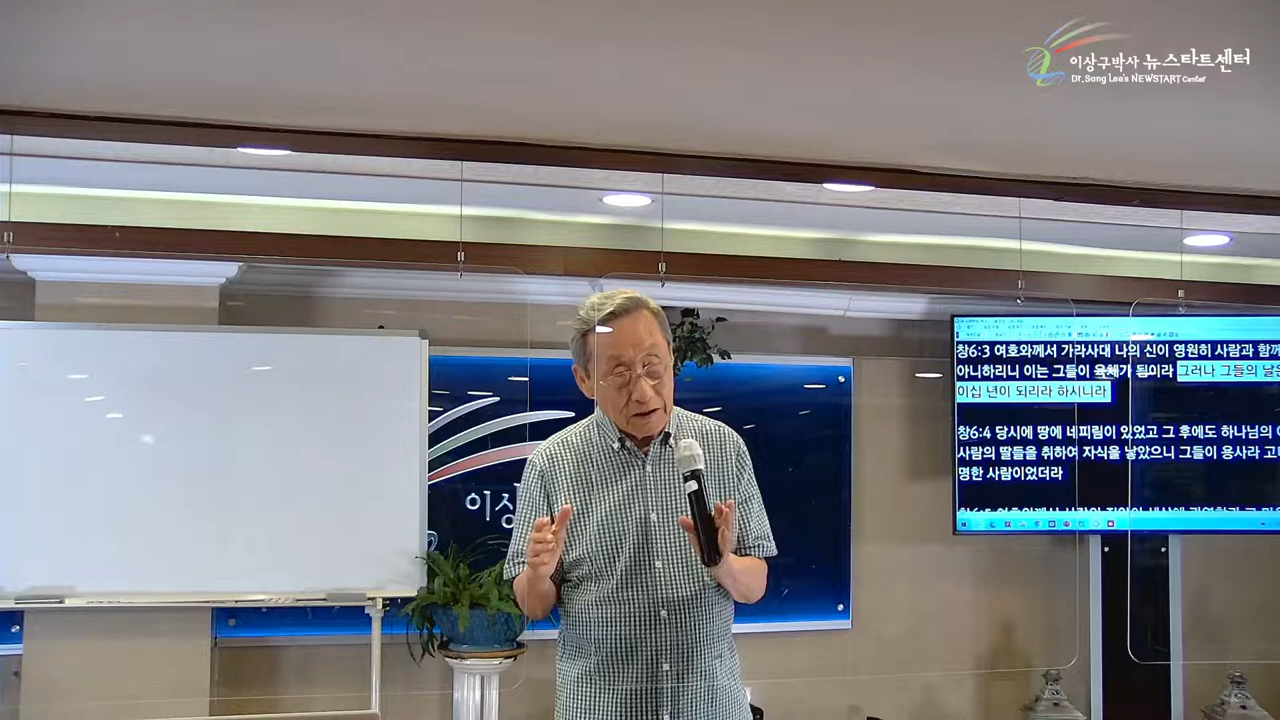 이상구박사 뉴스타트센터
Dr. Sang Lee's NEWSTART Center
창6:3 여호와께서 가라사대 나의 신이 영원히 사람과 함께
아니하리니 이는 그들이 육체가 됨이라 그러나 그들의 날은
이십 년이 되리라 하시니라
창6:4 당시에 땅에 네피림이 있었고 그 후에도 하나님의
사람의 딸들을 취하여 자식을 낳았으니 그들이 용사라 고대
명한 사람이었더라
이상